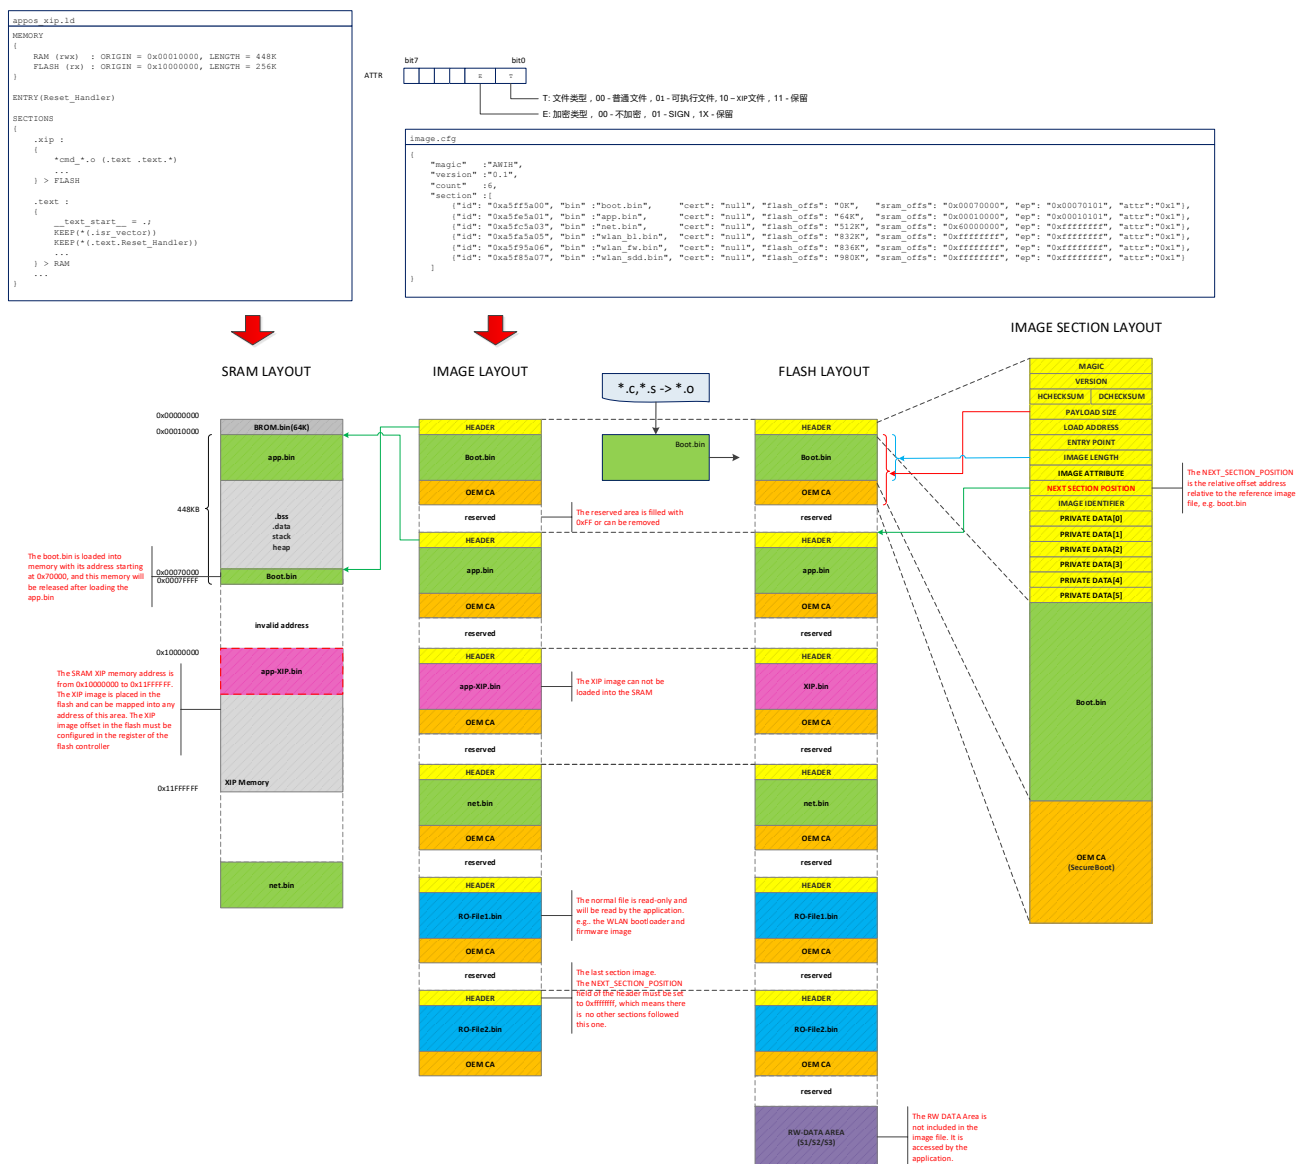 appos_xip.ld
MEMORY
{
RAM (rwx)  : ORIGIN = 0x00010000, LENGTH = 448K
FLASH (rx) : ORIGIN = 0x10000000, LENGTH = 256K
}
ENTRY(Reset_Handler)
SECTIONS
{
.xip :
{
*cmd_*.o (.text .text.*)
...
} > FLASH
.text :
{
__text_start__ = .;
KEEP(*(.isr_vector))
KEEP(*(.text.Reset_Handler))
...
} > RAM
...
}
bit7 bit0
ATTR E T
T: 文件类型，00 - 普通文件，01 - 可执行文件, 10 – XIP文件，11 - 保留
E: 加密类型，00 - 不加密，01 - SIGN，1X - 保留
image.cfg
{
"magic"   :"AWIH",
"version" :"0.1",
"count"   :6,
"section" :[
{"id": "0xa5ff5a00", "bin" :"boot.bin",     "cert": "null", "flash_offs": "0K",   "sram_offs": "0x00070000", "ep": "0x00070101", "attr":"0x1"},
{"id": "0xa5fe5a01", "bin" :"app.bin",      "cert": "null", "flash_offs": "64K",  "sram_offs": "0x00010000", "ep": "0x00010101", "attr":"0x1"},
{"id": "0xa5fc5a03", "bin" :"net.bin",      "cert": "null", "flash_offs": "512K", "sram_offs": "0x60000000", "ep": "0xffffffff", "attr":"0x1"},
{"id": "0xa5fa5a05", "bin" :"wlan_bl.bin",  "cert": "null", "flash_offs": "832K", "sram_offs": "0xffffffff", "ep": "0xffffffff", "attr":"0x1"},
{"id": "0xa5f95a06", "bin" :"wlan_fw.bin",  "cert": "null", "flash_offs": "836K", "sram_offs": "0xffffffff", "ep": "0xffffffff", "attr":"0x1"},
{"id": "0xa5f85a07", "bin" :"wlan_sdd.bin", "cert": "null", "flash_offs": "980K", "sram_offs": "0xffffffff", "ep": "0xffffffff", "attr":"0x1"}
]
}
SRAM LAYOUT
0x00000000
BROM.bin(64K)
0x00010000
app.bin
448KB
.bss
.data
stack
heap
0x00070000
Boot.bin
0x0007FFFF
The boot.bin is loaded into
memory with its address starting
at 0x70000, and this memory will
be released after loading the
app.bin
invalid address
0x10000000
app-XIP.bin
The SRAM XIP memory address is
from 0x10000000 to 0x11FFFFFF.
The XIP image is placed in the
flash and can be mapped into any
address of this area. The XIP
image offset in the flash must be
configured in the register of the
flash controller
XIP Memory
0x11FFFFFF
net.bin
IMAGE LAYOUT
HEADER
Boot.bin
OEM CA
reserved
The reserved area is filled with
0xFF or can be removed
HEADER
app.bin
OEM CA
reserved
HEADER
app-XIP.bin
The XIP image can not be
loaded into the SRAM
OEM CA
reserved
HEADER
net.bin
OEM CA
reserved
HEADER
RO-File1.bin
The normal file is read-only and
will be read by the application.
e.g.. the WLAN bootloader and
firmware image
OEM CA
reserved
The last section image.
The NEXT_SECTION_POSITION
field of the header must be set
to 0xffffffff, which means there
is  no other sections followed
this one.
HEADER
RO-File2.bin
OEM CA
*.c,*.s -> *.o
Boot.bin
FLASH LAYOUT
HEADER
Boot.bin
OEM CA
reserved
HEADER
app.bin
OEM CA
reserved
HEADER
XIP.bin
OEM CA
reserved
HEADER
net.bin
OEM CA
reserved
HEADER
RO-File1.bin
OEM CA
reserved
HEADER
RO-File2.bin
OEM CA
reserved
RW-DATA AREA
(S1/S2/S3)
The RW DATA Area is
not included in the
image file. It is
accessed by the
application.
IMAGE SECTION LAYOUT
MAGIC
VERSION
HCHECKSUM DCHECKSUM
PAYLOAD SIZE
LOAD ADDRESS
ENTRY POINT
IMAGE LENGTH
IMAGE ATTRIBUTE
NEXT SECTION POSITION
IMAGE IDENTIFIER
PRIVATE DATA[0]
PRIVATE DATA[1]
PRIVATE DATA[2]
PRIVATE DATA[3]
PRIVATE DATA[4]
PRIVATE DATA[5]
Boot.bin
OEM CA
(SecureBoot)
The NEXT_SECTION_POSITION
is the relative offset address
relative to the reference image
file, e.g. boot.bin